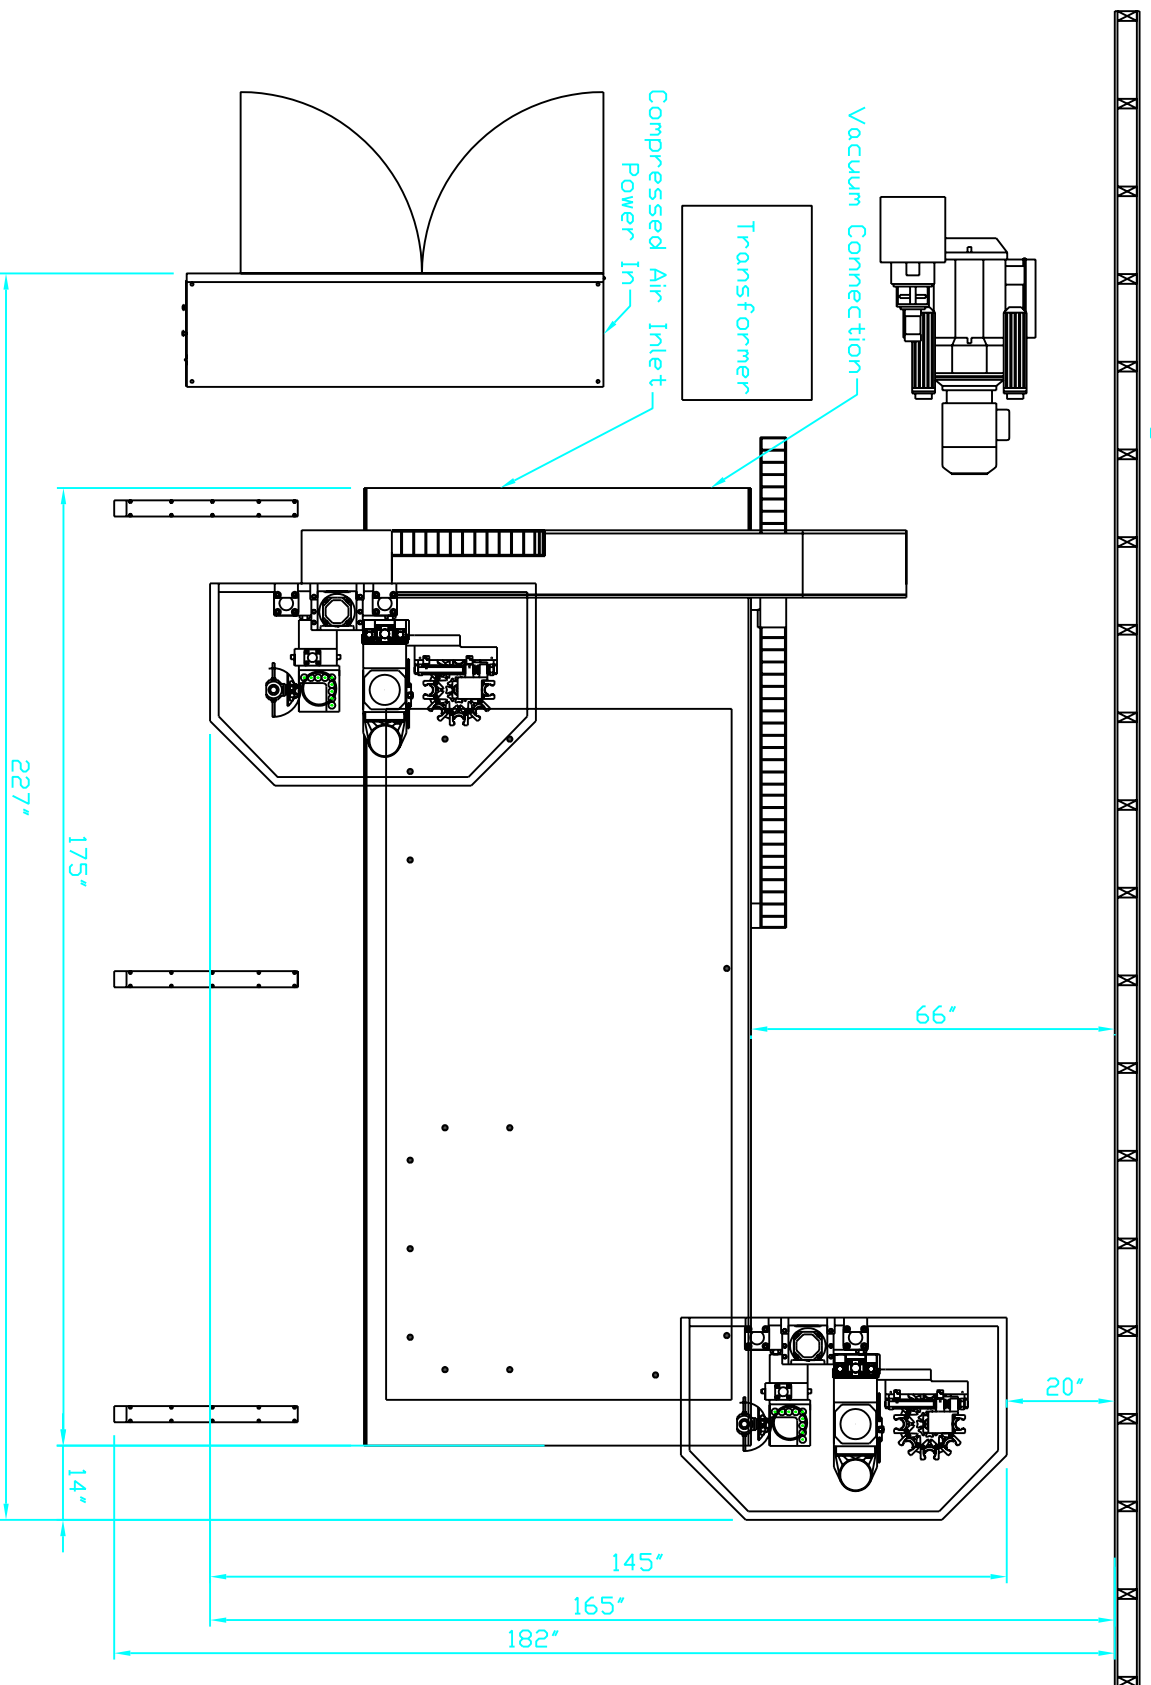 Vacuum Connection
Compressed Air Inlet
Power In
Transformer
66"
20"
227"
175"
14"
145"
165"
182"